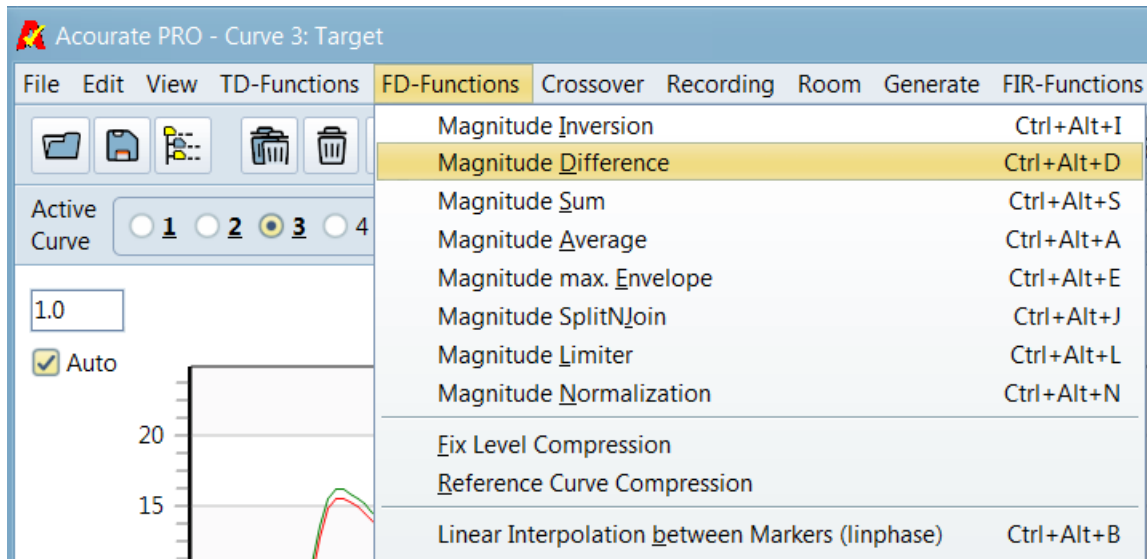 Acourate PRO - Curve 3: Target
File Edit View TD-Functions FD-Functions Crossover Recording Room Generate FIR-Functions
Magnitude Inversion Ctrl+Alt+I
Magnitude Difference Ctrl+Alt+D
Active Curve 1 2 3 4
Magnitude Sum Ctrl+Alt+S
Magnitude Average Ctrl+Alt+A
Magnitude max. Envelope Ctrl+Alt+E
1.0
Magnitude SplitNJoin Ctrl+Alt+J
Auto
Magnitude Limiter Ctrl+Alt+L
Magnitude Normalization Ctrl+Alt+N
20
Fix Level Compression
Reference Curve Compression
15
Linear Interpolation between Markers (linphase) Ctrl+Alt+B